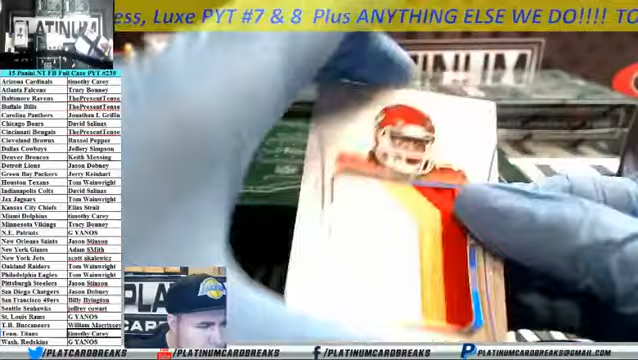 ess, Luxe PYT #7 & 8 Plus ANYTHING ELSE WE DO!!!! TO
PLATINUM
15 Panini NT FB Full Case PYT #239
Arizona Cardinals timothy Carey
Atlanta Falcons Tracy Bonney
Baltimore Ravens ThePresentTense
Buffalo Bills ThePresentTense
Carolina Panthers Jonathan L Griffin
Chicago Bears David Salinas
Cincinnati Bengals ThePresentTense
Cleveland Browns Russel Pepper
Dallas Cowboys Jeffery Simpson
Denver Broncos Keith Messing
Detroit Lions Jason Debney
Green Bay Packers Jerry Reinhart
Houston Texans Tom Wainwright
Indianapolis Colts David Salinas
Jax Jaguars Tom Wainwright
Kansas City Chiefs Elias Strull
Miami Dolphins timothy Carey
Minnesota Vikings Tracy Bonney
N.E. Patriots G YANOS
New Orleans Saints Jason Stinson
New York Giants Adam SMith
New York Jets scott akalewicz
Oakland Raiders Tom Wainwright
Philadelphia Eagles Tom Wainwright
Pittsburgh Steelers Jason Stinson
San Diego Chargers Jason Debney
San Francisco 49ers Billy Byington
Seattle Seahawks jeffrey cowart
St. Louis Rams G YANOS
T.B. Buccaneers William Morrison
Tenn. Titans timothy Carey
Wash. Redskins G YANOS
/PLATCARDBREAKS
/PLATINUMCARDBREAKS
/PLATINUMCARDBREAKS
PLATINUMCARDBREAKS@GMAIL.COM